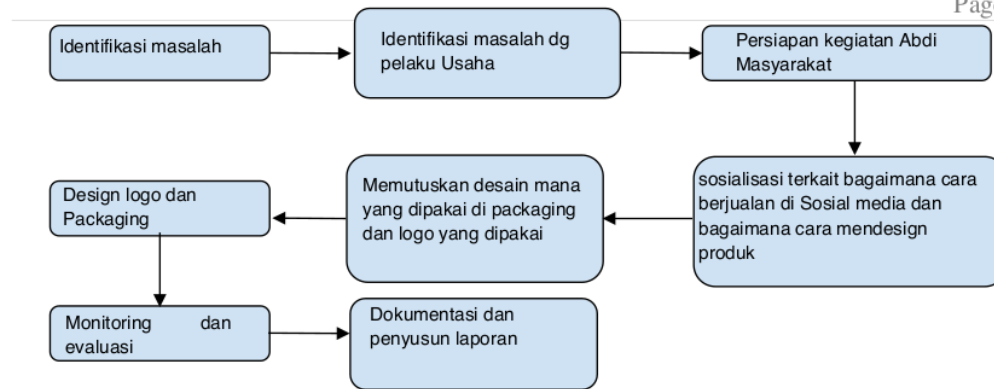 Page
Identifikasi masalah
Identifikasi masalah dg
pelaku Usaha
Persiapan kegiatan Abdi
Masyarakat
sosialisasi terkait bagaimana cara
berjualan di Sosial media dan
bagaimana cara mendesign
produk
Memutuskan desain mana
yang dipakai di packaging
dan logo yang dipakai
Design logo dan
Packaging
Monitoring dan
evaluasi
Dokumentasi dan
penyusun laporan